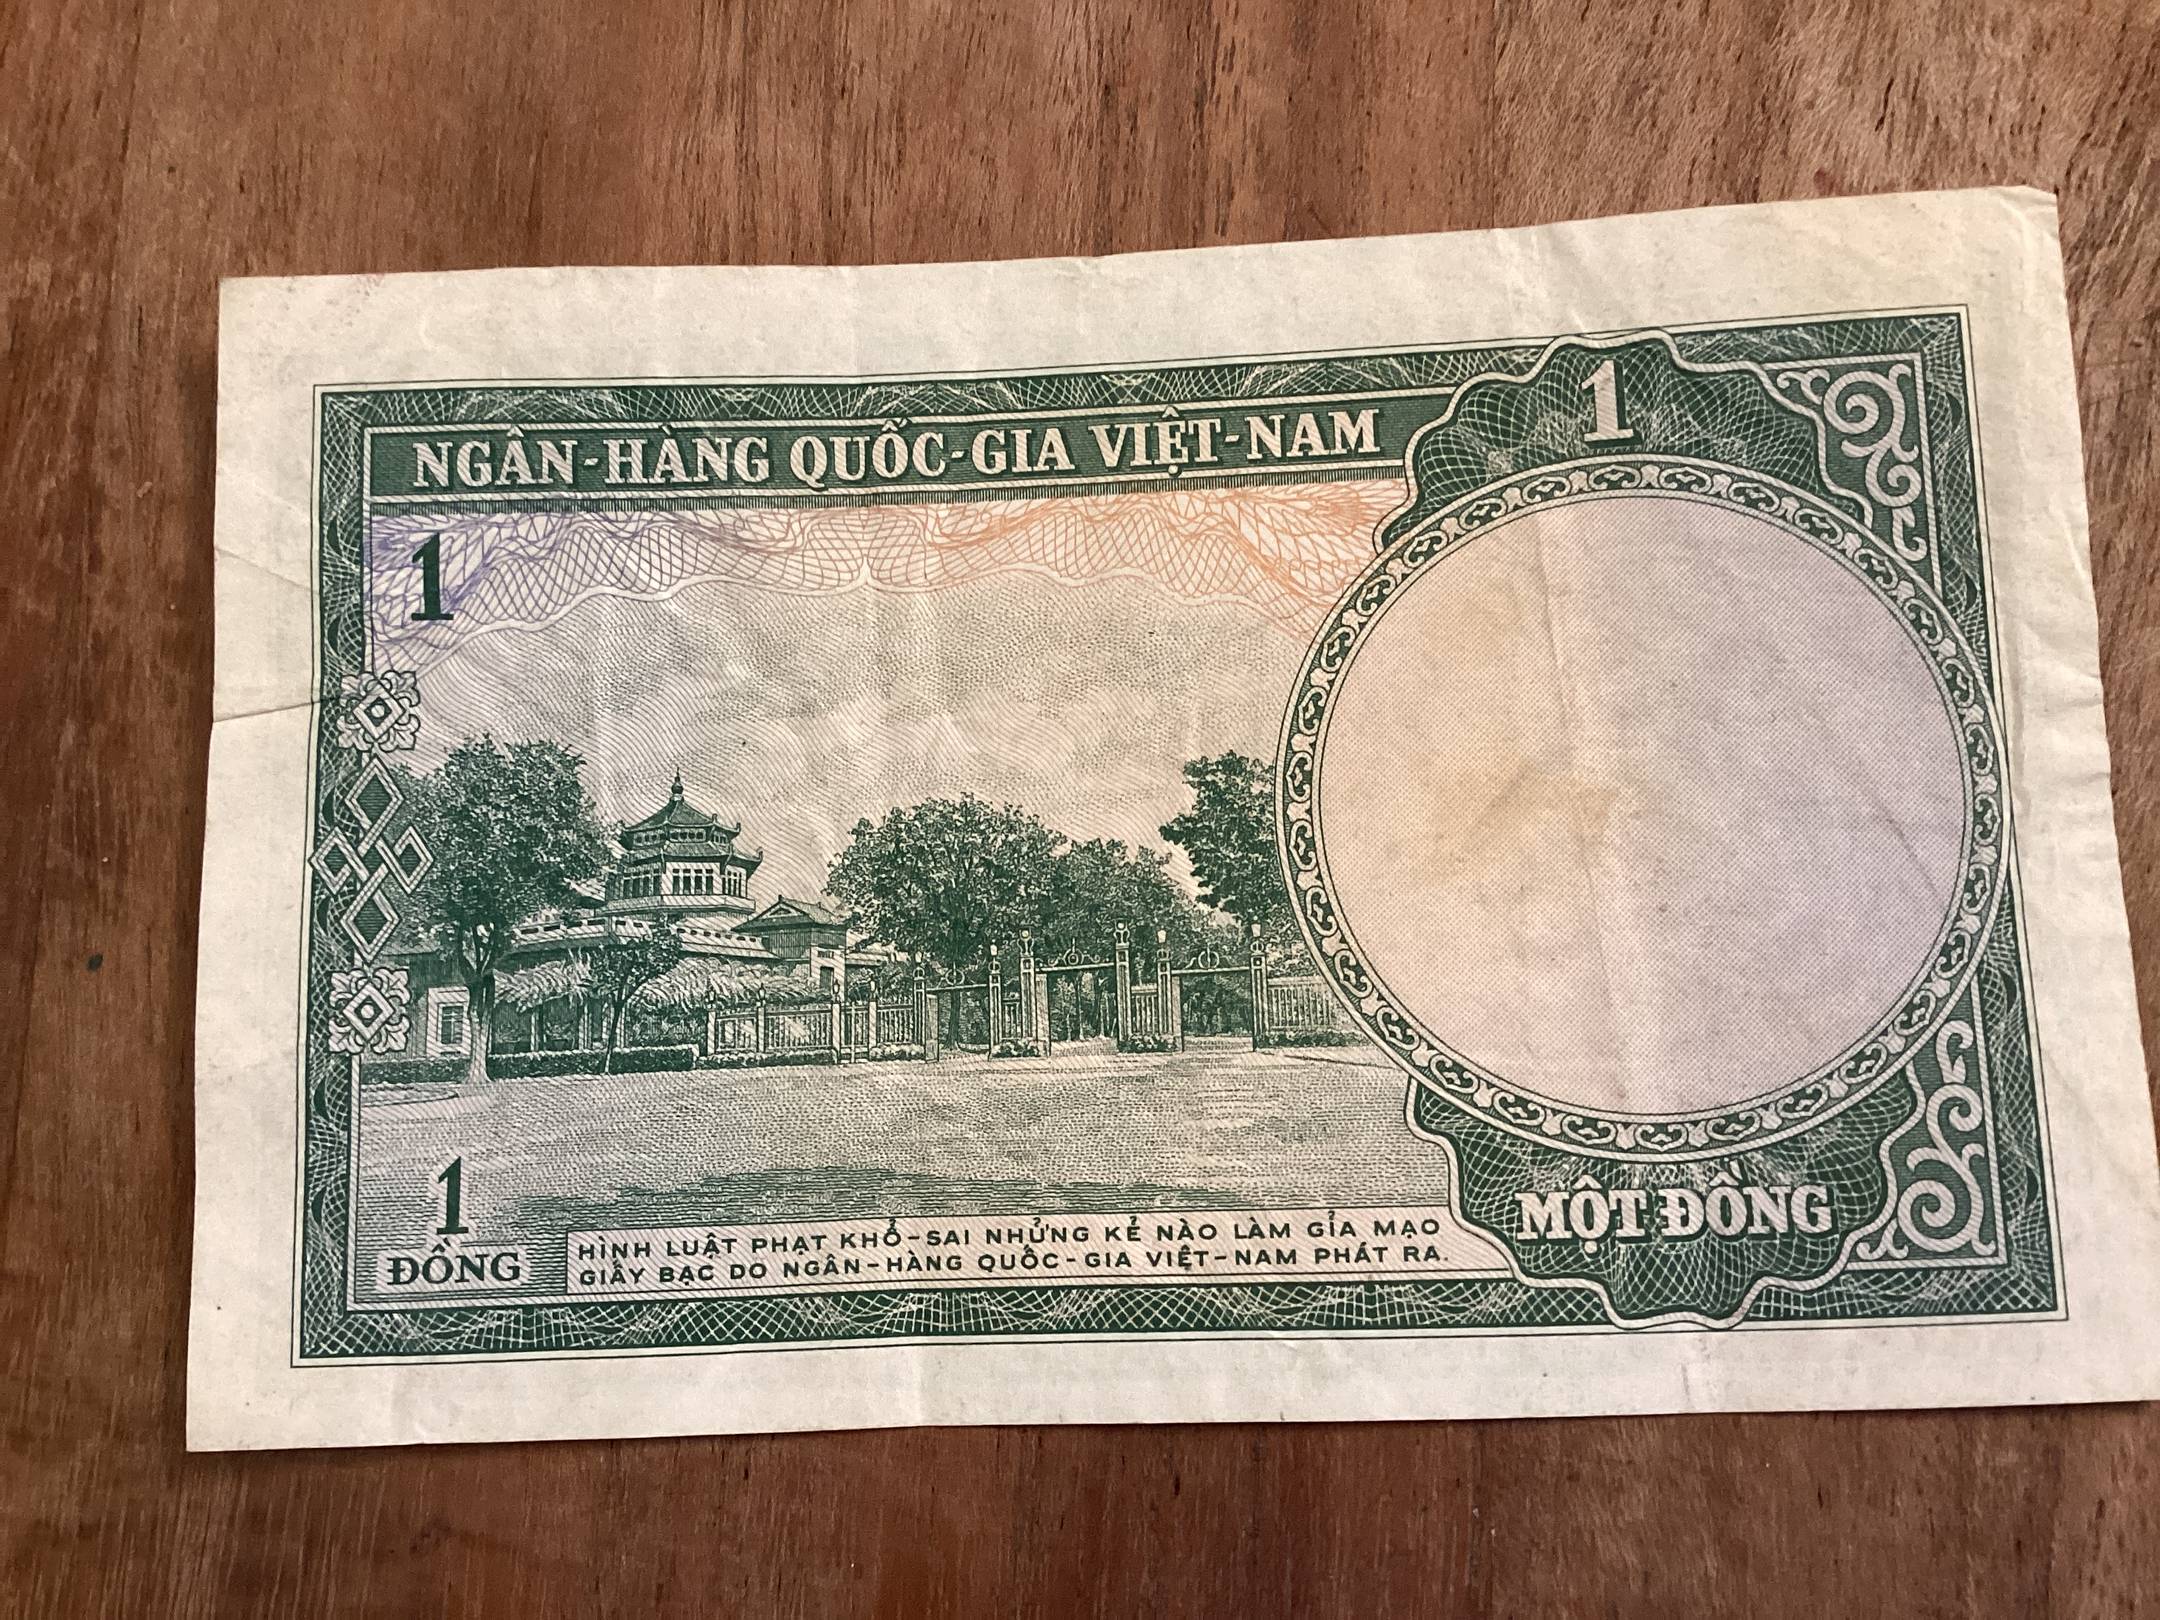 NGÂN-HÀNG QUỐC-GIA VIỆT-NAM
1
1
1
ĐỒNG
HÌNH LUẬT PHẠT KHỔ-SAI NHỮNG KẺ NÀO LÀM GỈA MẠO
GIẤY BẠC DO NGÂN-HÀNG QUỐC-GIA VIỆT-NAM PHÁT RA.
MỘT ĐỒNG